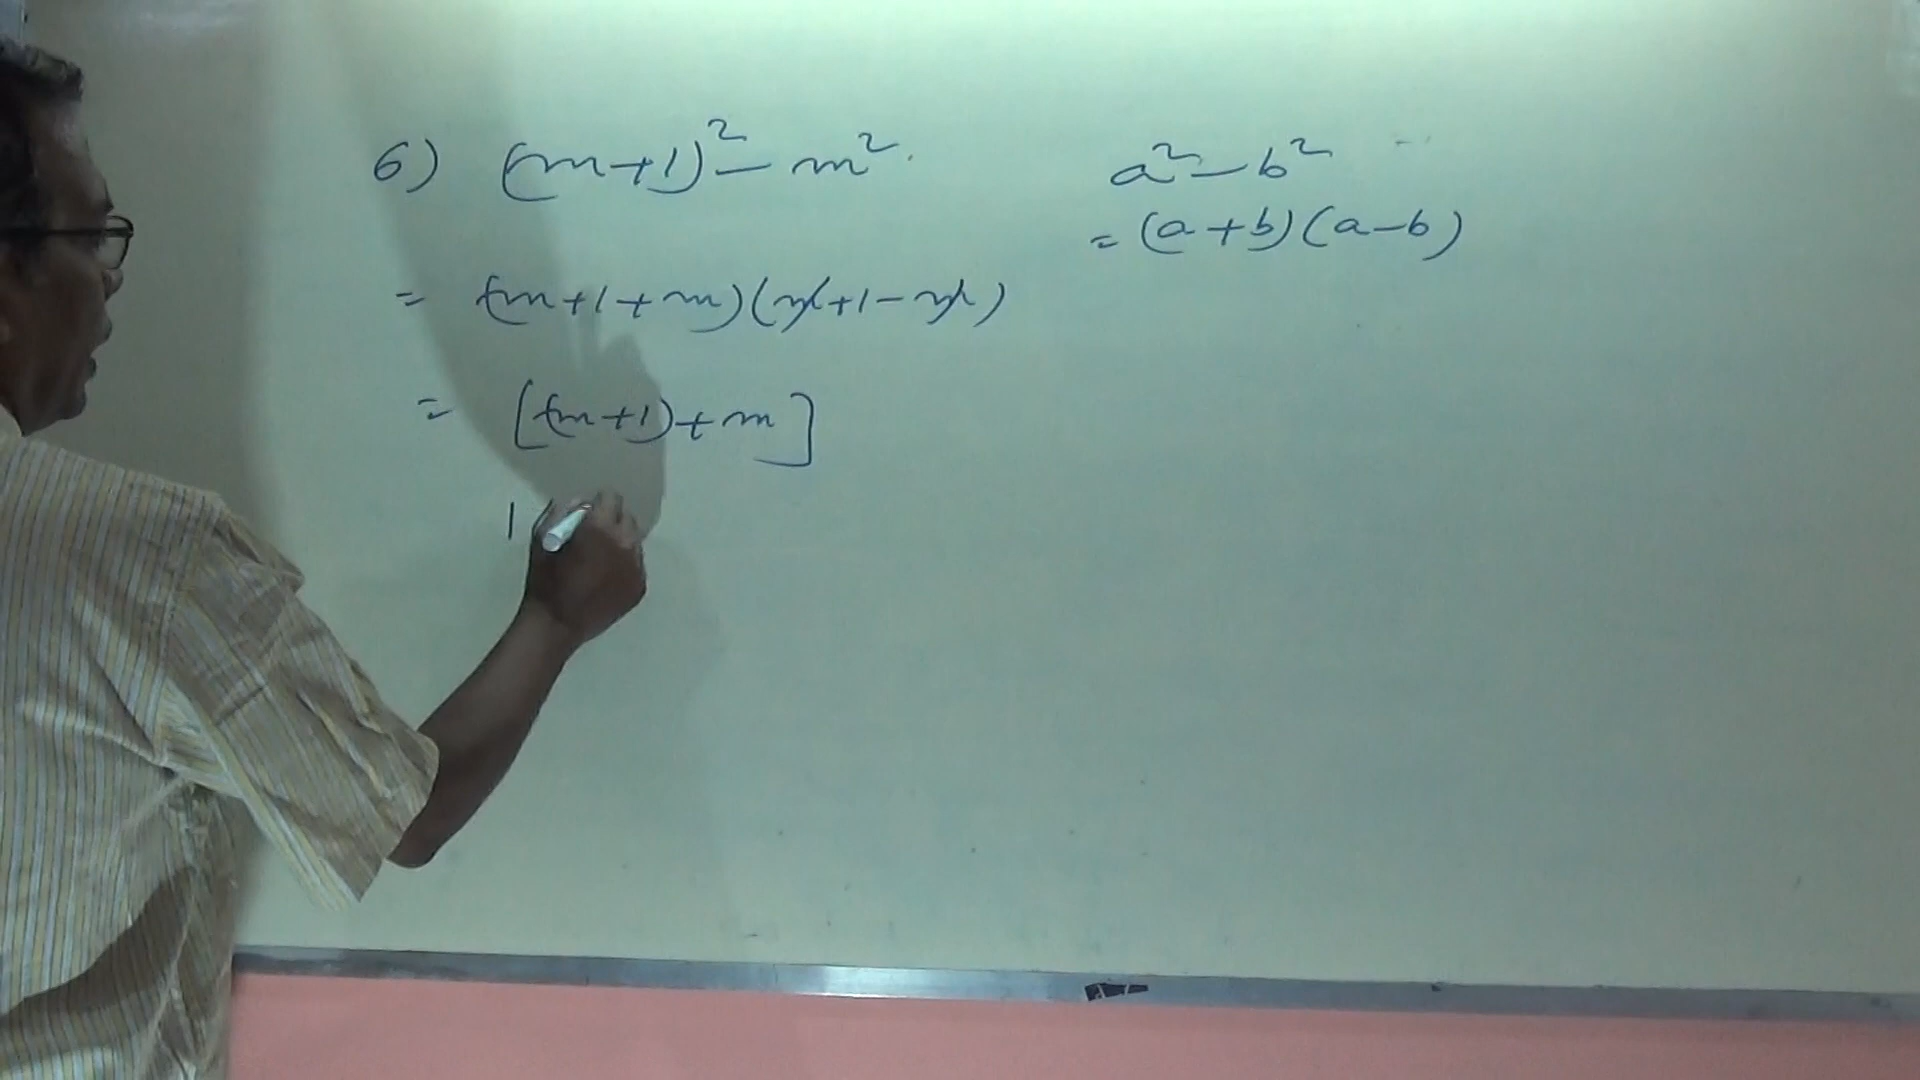 6) (m+1)² - m².
= (m+1+m)(m+1-m)
= [(m+1)+m]
1
a² - b²
= (a+b)(a-b)